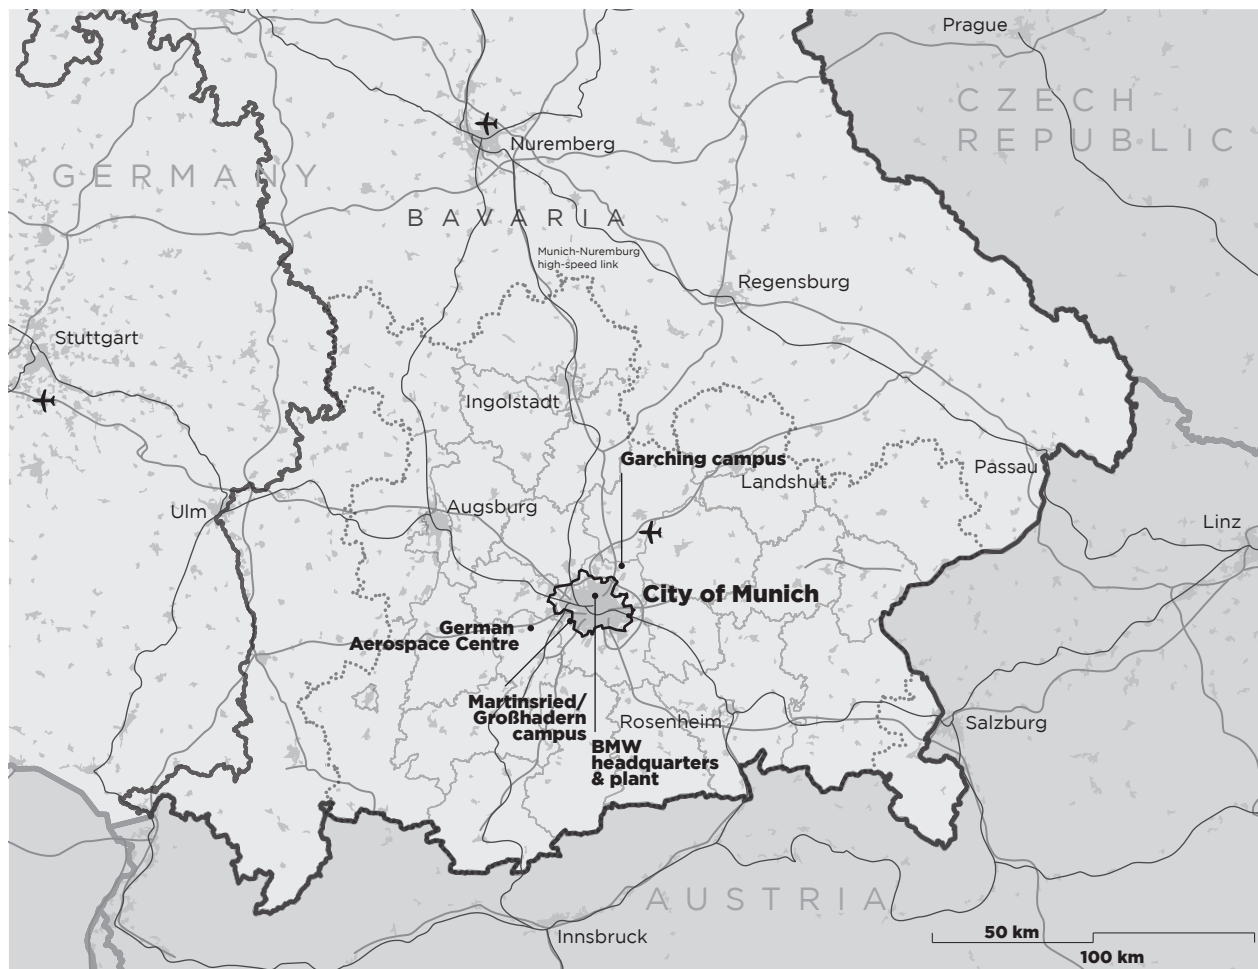 Prague
CZECH
REPUBLIC
Nuremberg
GERMANY
BAVARIA
Munich-Nuremburg
high-speed link
Regensburg
Stuttgart
Ingolstadt
Garching campus
Passau
Landshut
Augsburg
Ulm
Linz
City of Munich
German
Aerospace Centre
Martinsried/
Großhadern
campus
Rosenheim
Salzburg
BMW
headquarters
& plant
AUSTRIA
Innsbruck
50 km
100 km